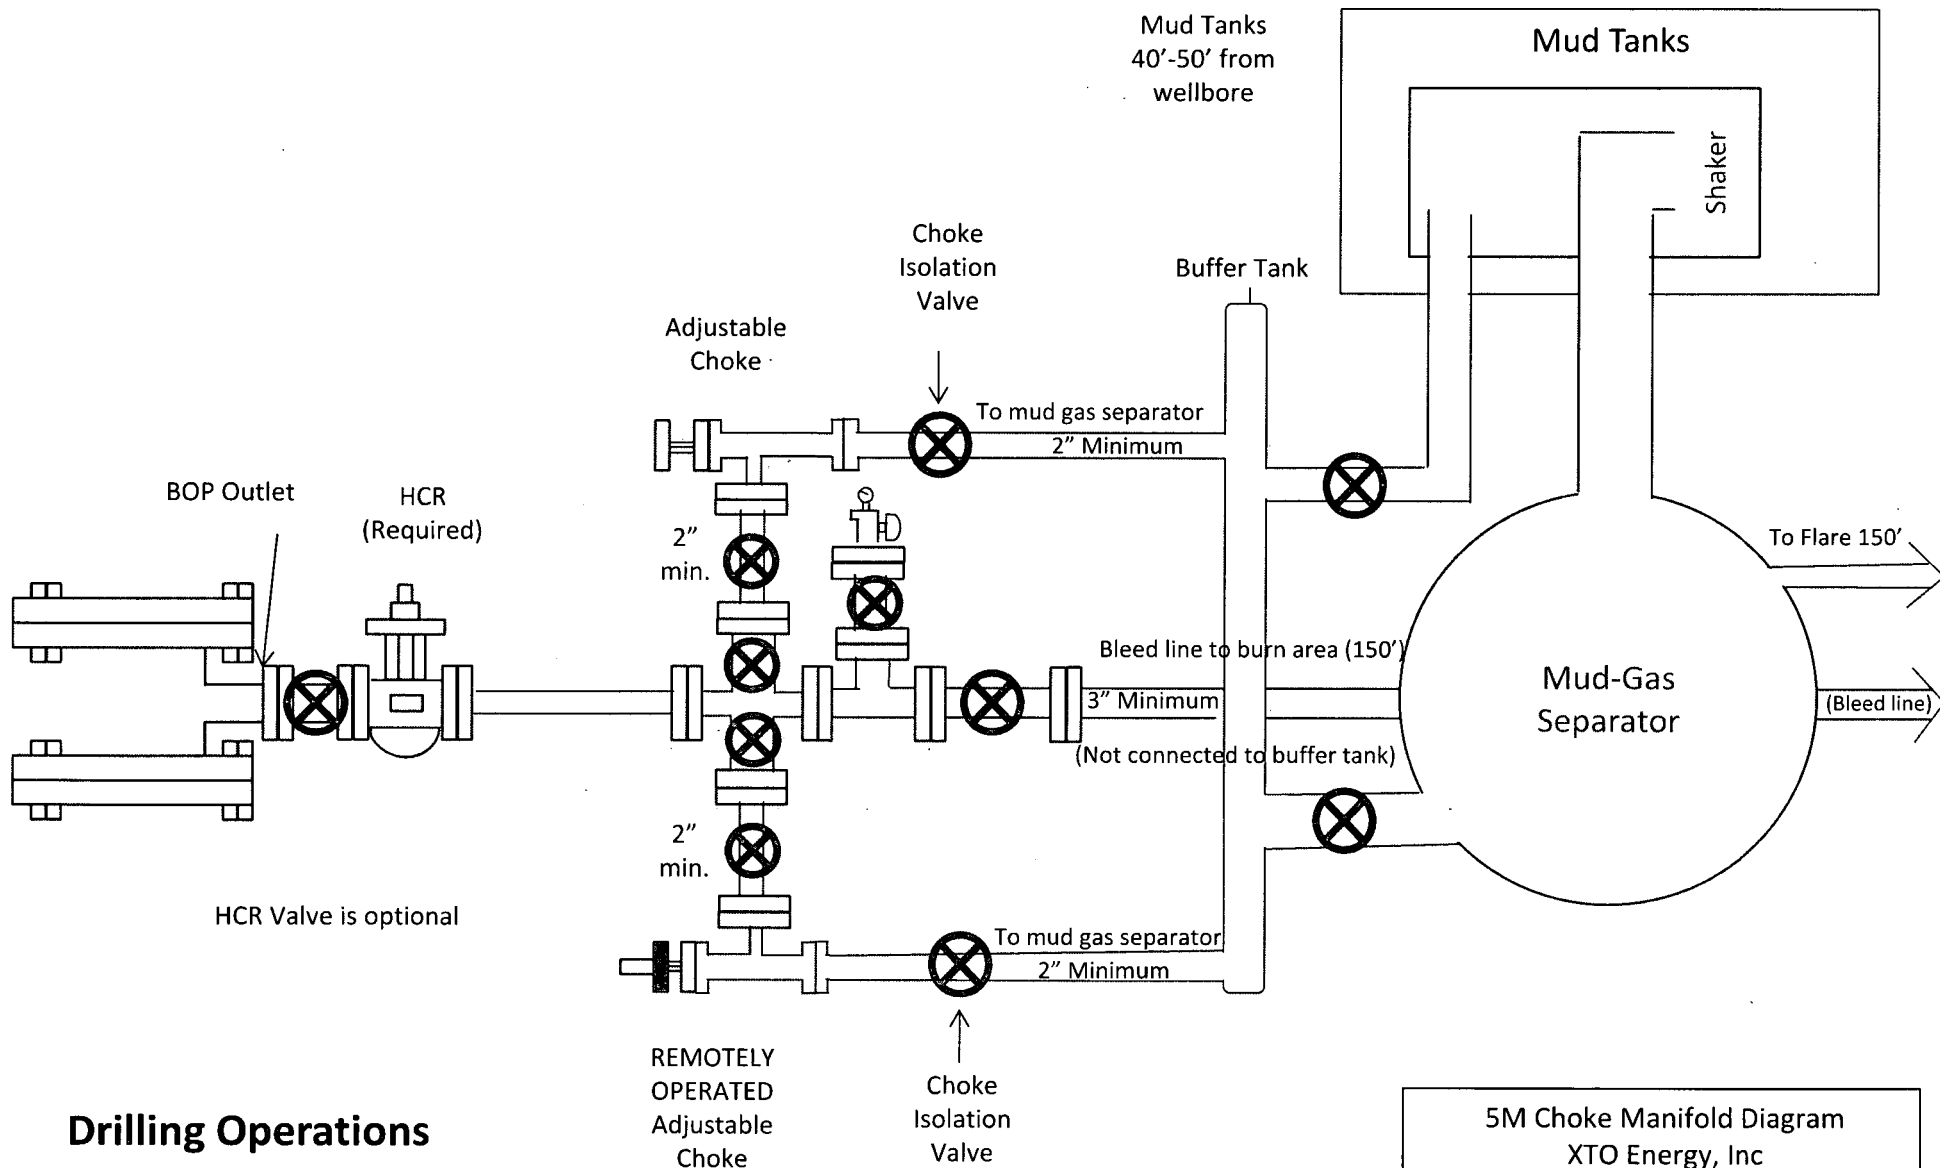 Mud Tanks
40’-50’ from
wellbore
Mud Tanks
Shaker
Choke
Isolation
Valve
Buffer Tank
Adjustable
Choke
To mud gas separator
2” Minimum
BOP Outlet
HCR
(Required)
2”
min.
To Flare 150’
Bleed line to burn area (150’)
3” Minimum
(Not connected to buffer tank)
Mud-Gas
Separator
(Bleed line)
2”
min.
HCR Valve is optional
To mud gas separator
2” Minimum
REMOTELY
OPERATED
Adjustable
Choke
Choke
Isolation
Valve
Drilling Operations
5M Choke Manifold Diagram
XTO Energy, Inc